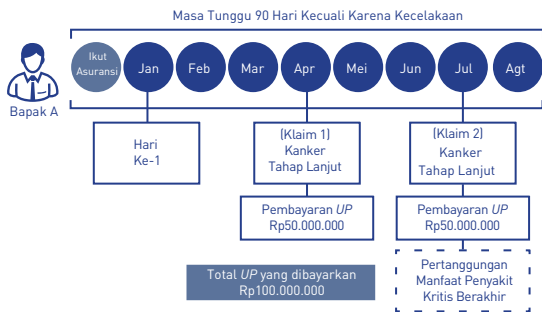 Masa Tunggu 90 Hari Kecuali Karena Kecelakaan
Ikut
Asuransi
Jan
Feb
Mar
Apr
Mei
Jun
Jul
Agt
Bapak A
Hari
Ke-1
(Klaim 1)
Kanker
Tahap Lanjut
(Klaim 2)
Kanker
Tahap Lanjut
Pembayaran UP
Rp50.000.000
Pembayaran UP
Rp50.000.000
Total UP yang dibayarkan
Rp100.000.000
Pertanggungan
Manfaat Penyakit
Kritis Berakhir